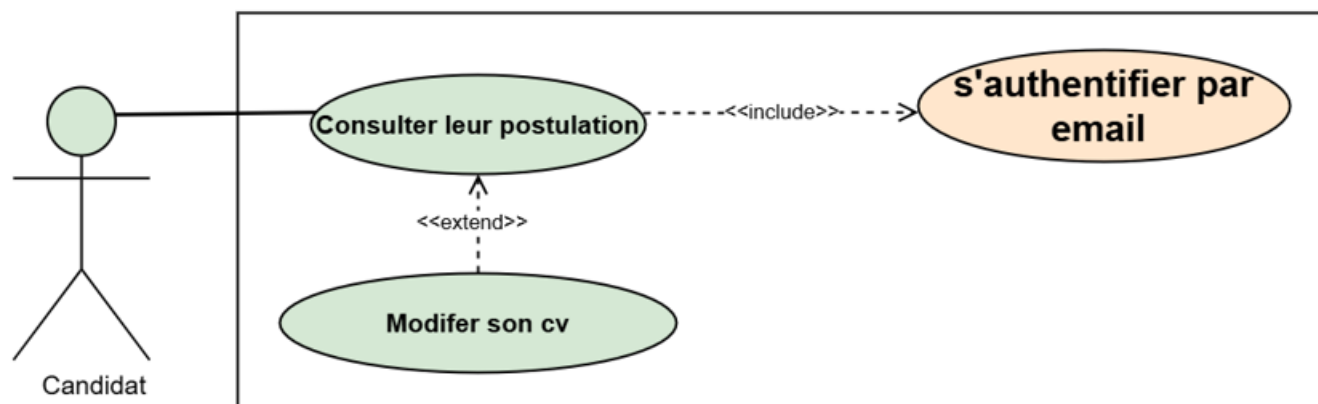 s'authentifier par
email
Consulter leur postulation
<<include>>
<<extend>>
Modifer son cv
Candidat